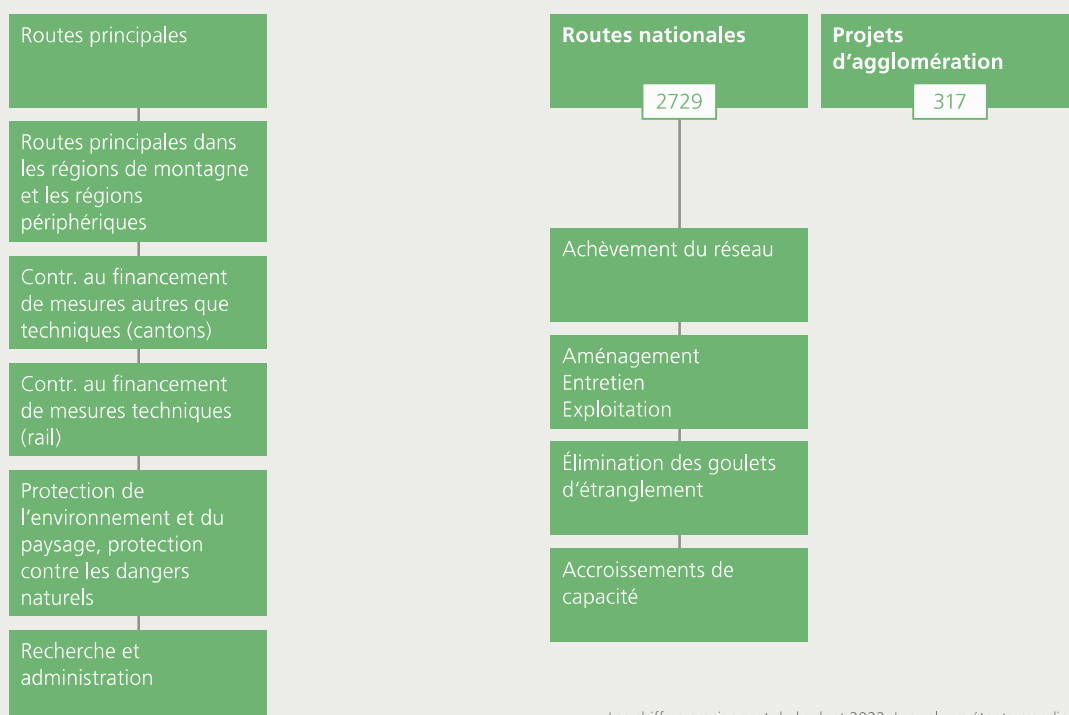 Routes principales
Routes principales dans
les régions de montagne
et les régions
périphériques
Contr. au financement
de mesures autres que
techniques (cantons)
Contr. au financement
de mesures techniques
(rail)
Protection de
l'environnement et du
paysage, protection
contre les dangers
naturels
Recherche et
administration
Routes nationales
2729
Achèvement du réseau
Aménagement
Entretien
Exploitation
Élimination des goulets
d'étranglement
Accroissements de
capacité
Projets
d'agglomération
317